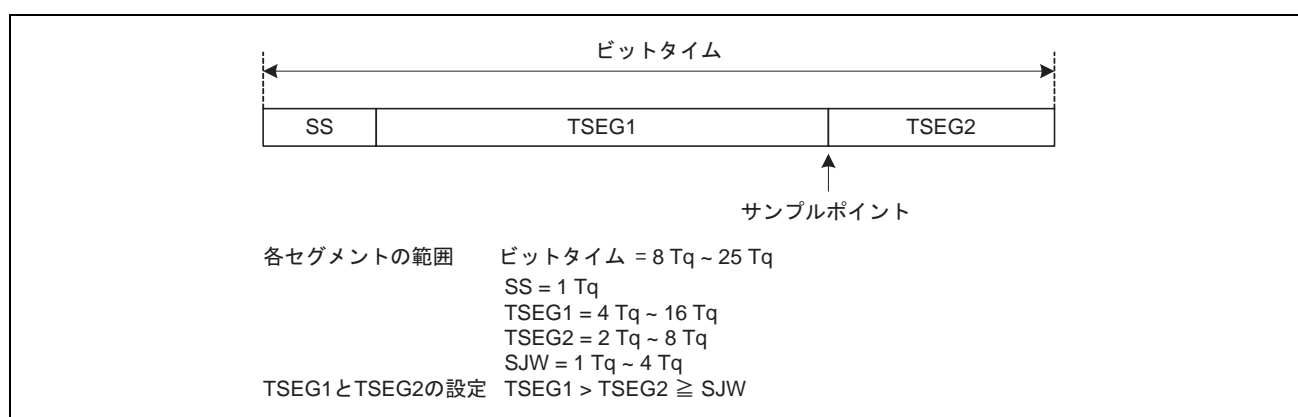 ビットタイム
SS TSEG1 TSEG2
サンプルポイント
各セグメントの範囲 ビットタイム = 8 Tq ~ 25 Tq
SS = 1 Tq
TSEG1 = 4 Tq ~ 16 Tq
TSEG2 = 2 Tq ~ 8 Tq
SJW = 1 Tq ~ 4 Tq
TSEG1とTSEG2の設定 TSEG1 > TSEG2 ≧ SJW